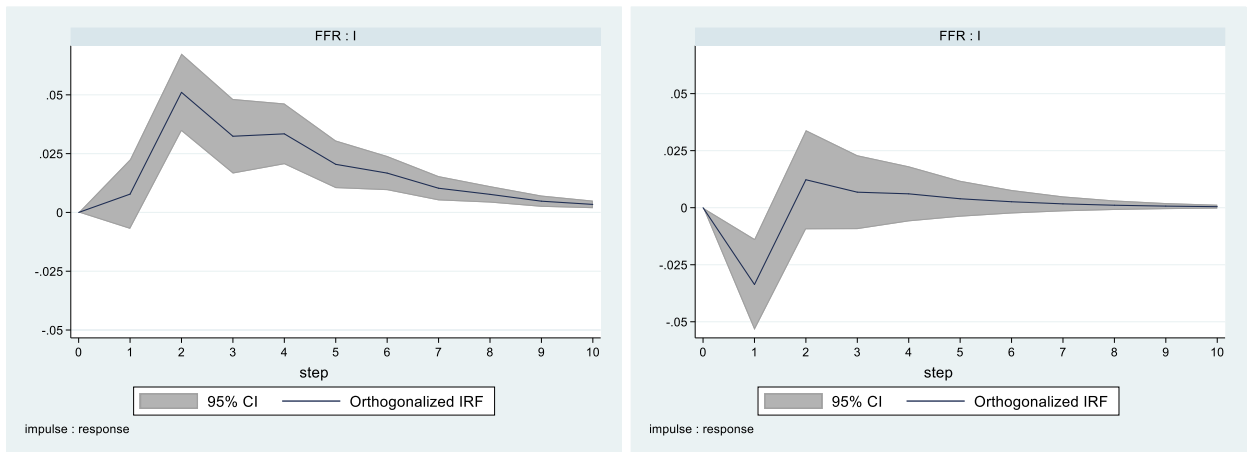 FFR : I
.05
.025
0
-.025
-.05
0 1 2 3 4 5 6 7 8 9 10
step
95% CI Orthogonalized IRF
impulse : response
FFR : I
.05
.025
0
-.025
-.05
0 1 2 3 4 5 6 7 8 9 10
step
95% CI Orthogonalized IRF
impulse : response